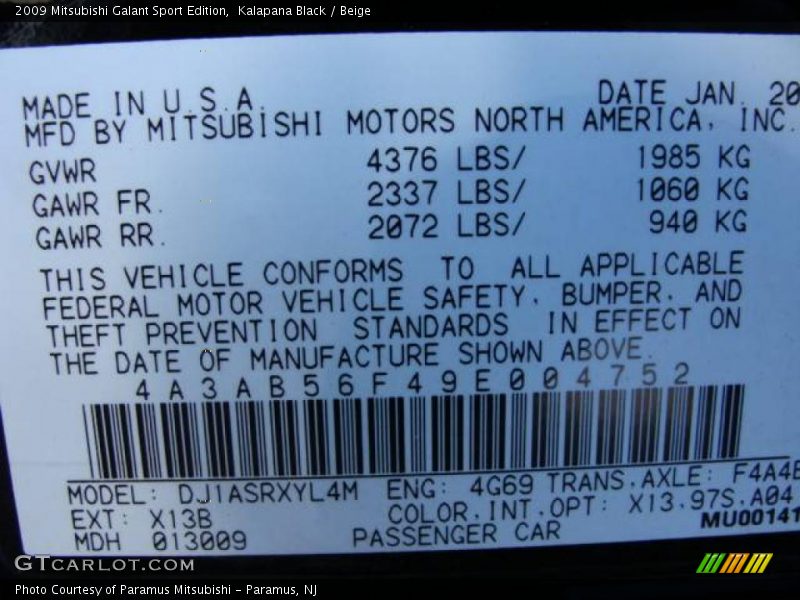 2009 Mitsubishi Galant Sport Edition, Kalapana Black / Beige
MADE IN U.S.A. DATE JAN. 20
MFD BY MITSUBISHI MOTORS NORTH AMERICA, INC.
GVWR 4376 LBS/ 1985 KG
GAWR FR. 2337 LBS/ 1060 KG
GAWR RR. 2072 LBS/ 940 KG
THIS VEHICLE CONFORMS TO ALL APPLICABLE
FEDERAL MOTOR VEHICLE SAFETY, BUMPER, AND
THEFT PREVENTION STANDARDS IN EFFECT ON
THE DATE OF MANUFACTURE SHOWN ABOVE.
4A3AB56F49E004752
MODEL: DJ1ASRXYL4M ENG: 4G69 TRANS.AXLE: F4A4B
EXT: X13B COLOR.INT.OPT: X13.97S.A04
MDH 013009 PASSENGER CAR MU00141
GTCARLOT.COM
Photo Courtesy of Paramus Mitsubishi - Paramus, NJ